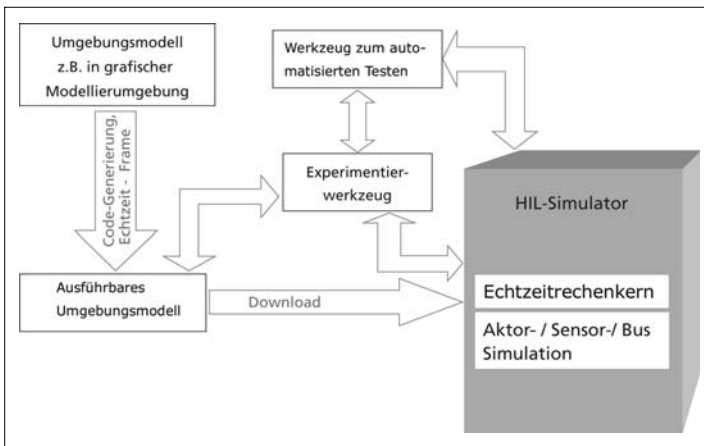 Umgebungsmodell
z.B. in grafischer
Modellierumgebung
Werkzeug zum auto-
matisierten Testen
Code-Generierung,
Echtzeit - Frame
Experimentier-
werkzeug
HIL-Simulator
Ausführbares
Umgebungsmodell
Download
Echtzeitrechenkern
Aktor- / Sensor-/ Bus
Simulation